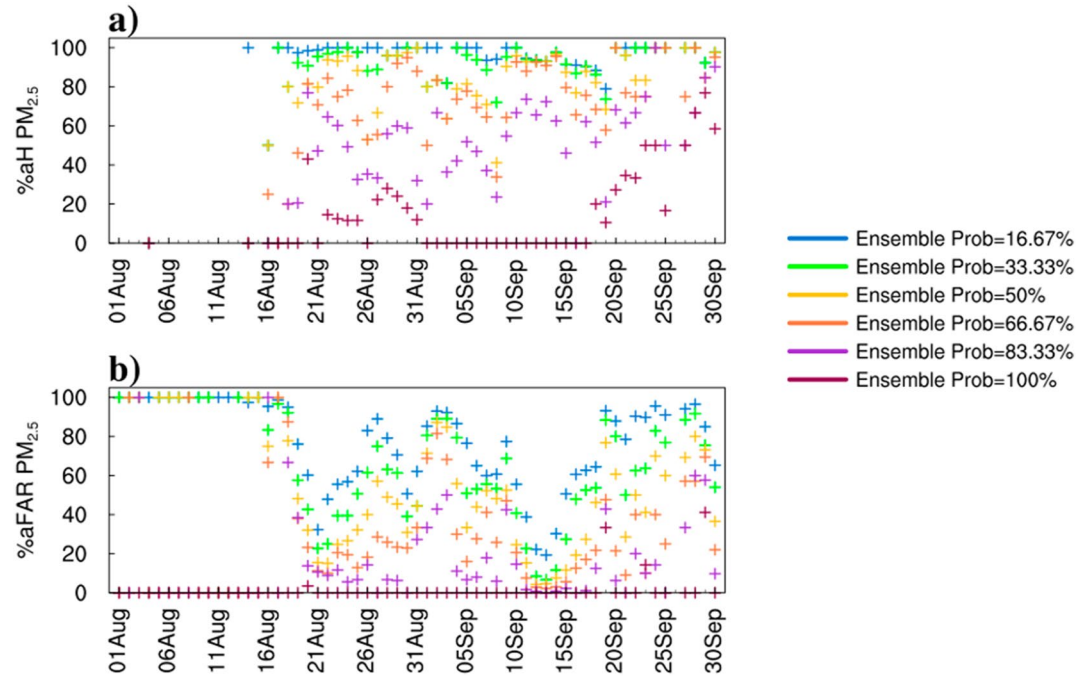 a)
%aH PM2.5
100
80
60
40
20
0
01Aug
06Aug
11Aug
16Aug
21Aug
26Aug
31Aug
05Sep
10Sep
15Sep
20Sep
25Sep
30Sep
Ensemble Prob=16.67%
Ensemble Prob=33.33%
Ensemble Prob=50%
Ensemble Prob=66.67%
Ensemble Prob=83.33%
Ensemble Prob=100%
b)
%aFAR PM2.5
100
80
60
40
20
0
01Aug
06Aug
11Aug
16Aug
21Aug
26Aug
31Aug
05Sep
10Sep
15Sep
20Sep
25Sep
30Sep